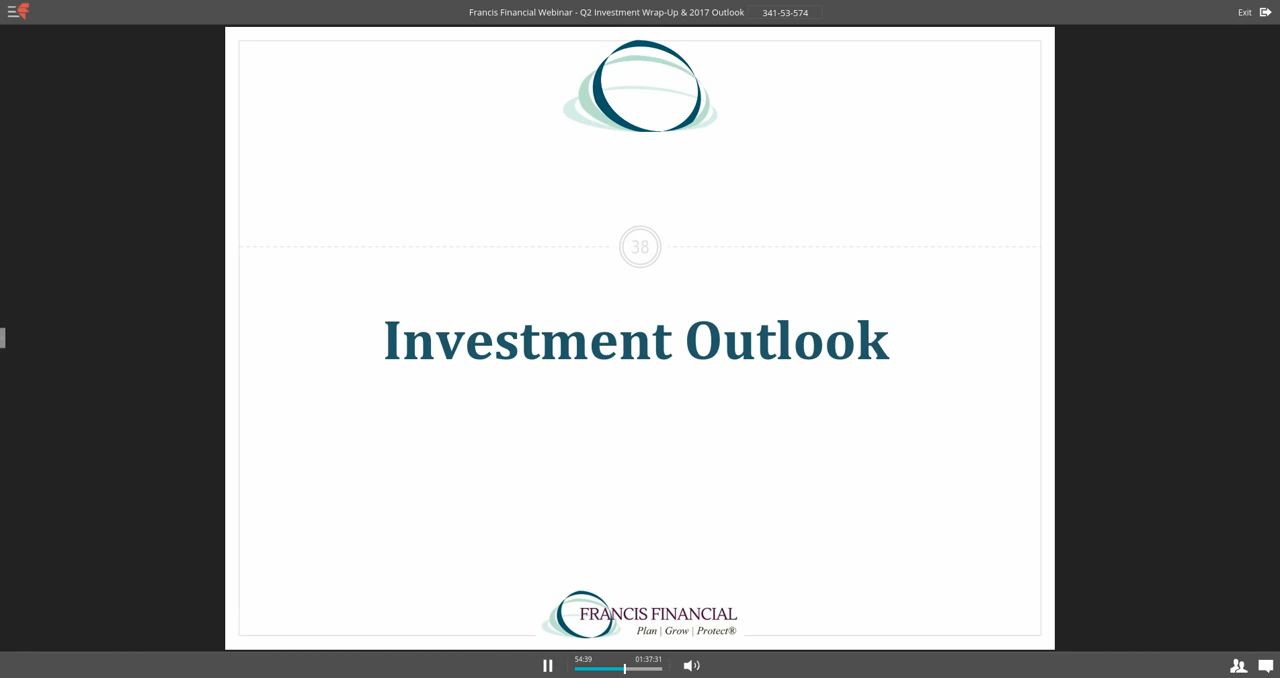 Francis Financial Webinar - Q2 Investment Wrap-Up & 2017 Outlook 341-53-574 Exit
38
Investment Outlook
FRANCIS FINANCIAL
Plan | Grow | Protect®
54:39 01:37:31